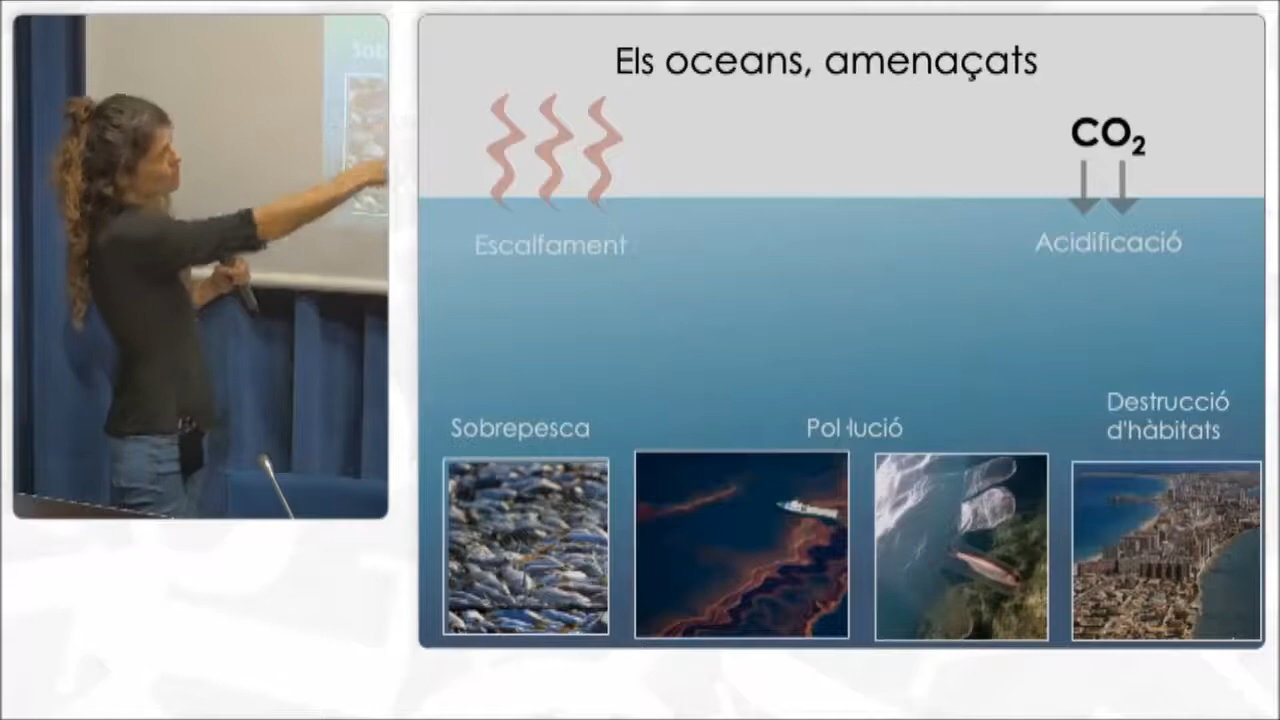 Els oceans, amenaçats
CO₂
Escalfament
Acidificació
Sobrepesca
Pol·lució
Destrucció
d'hàbitats